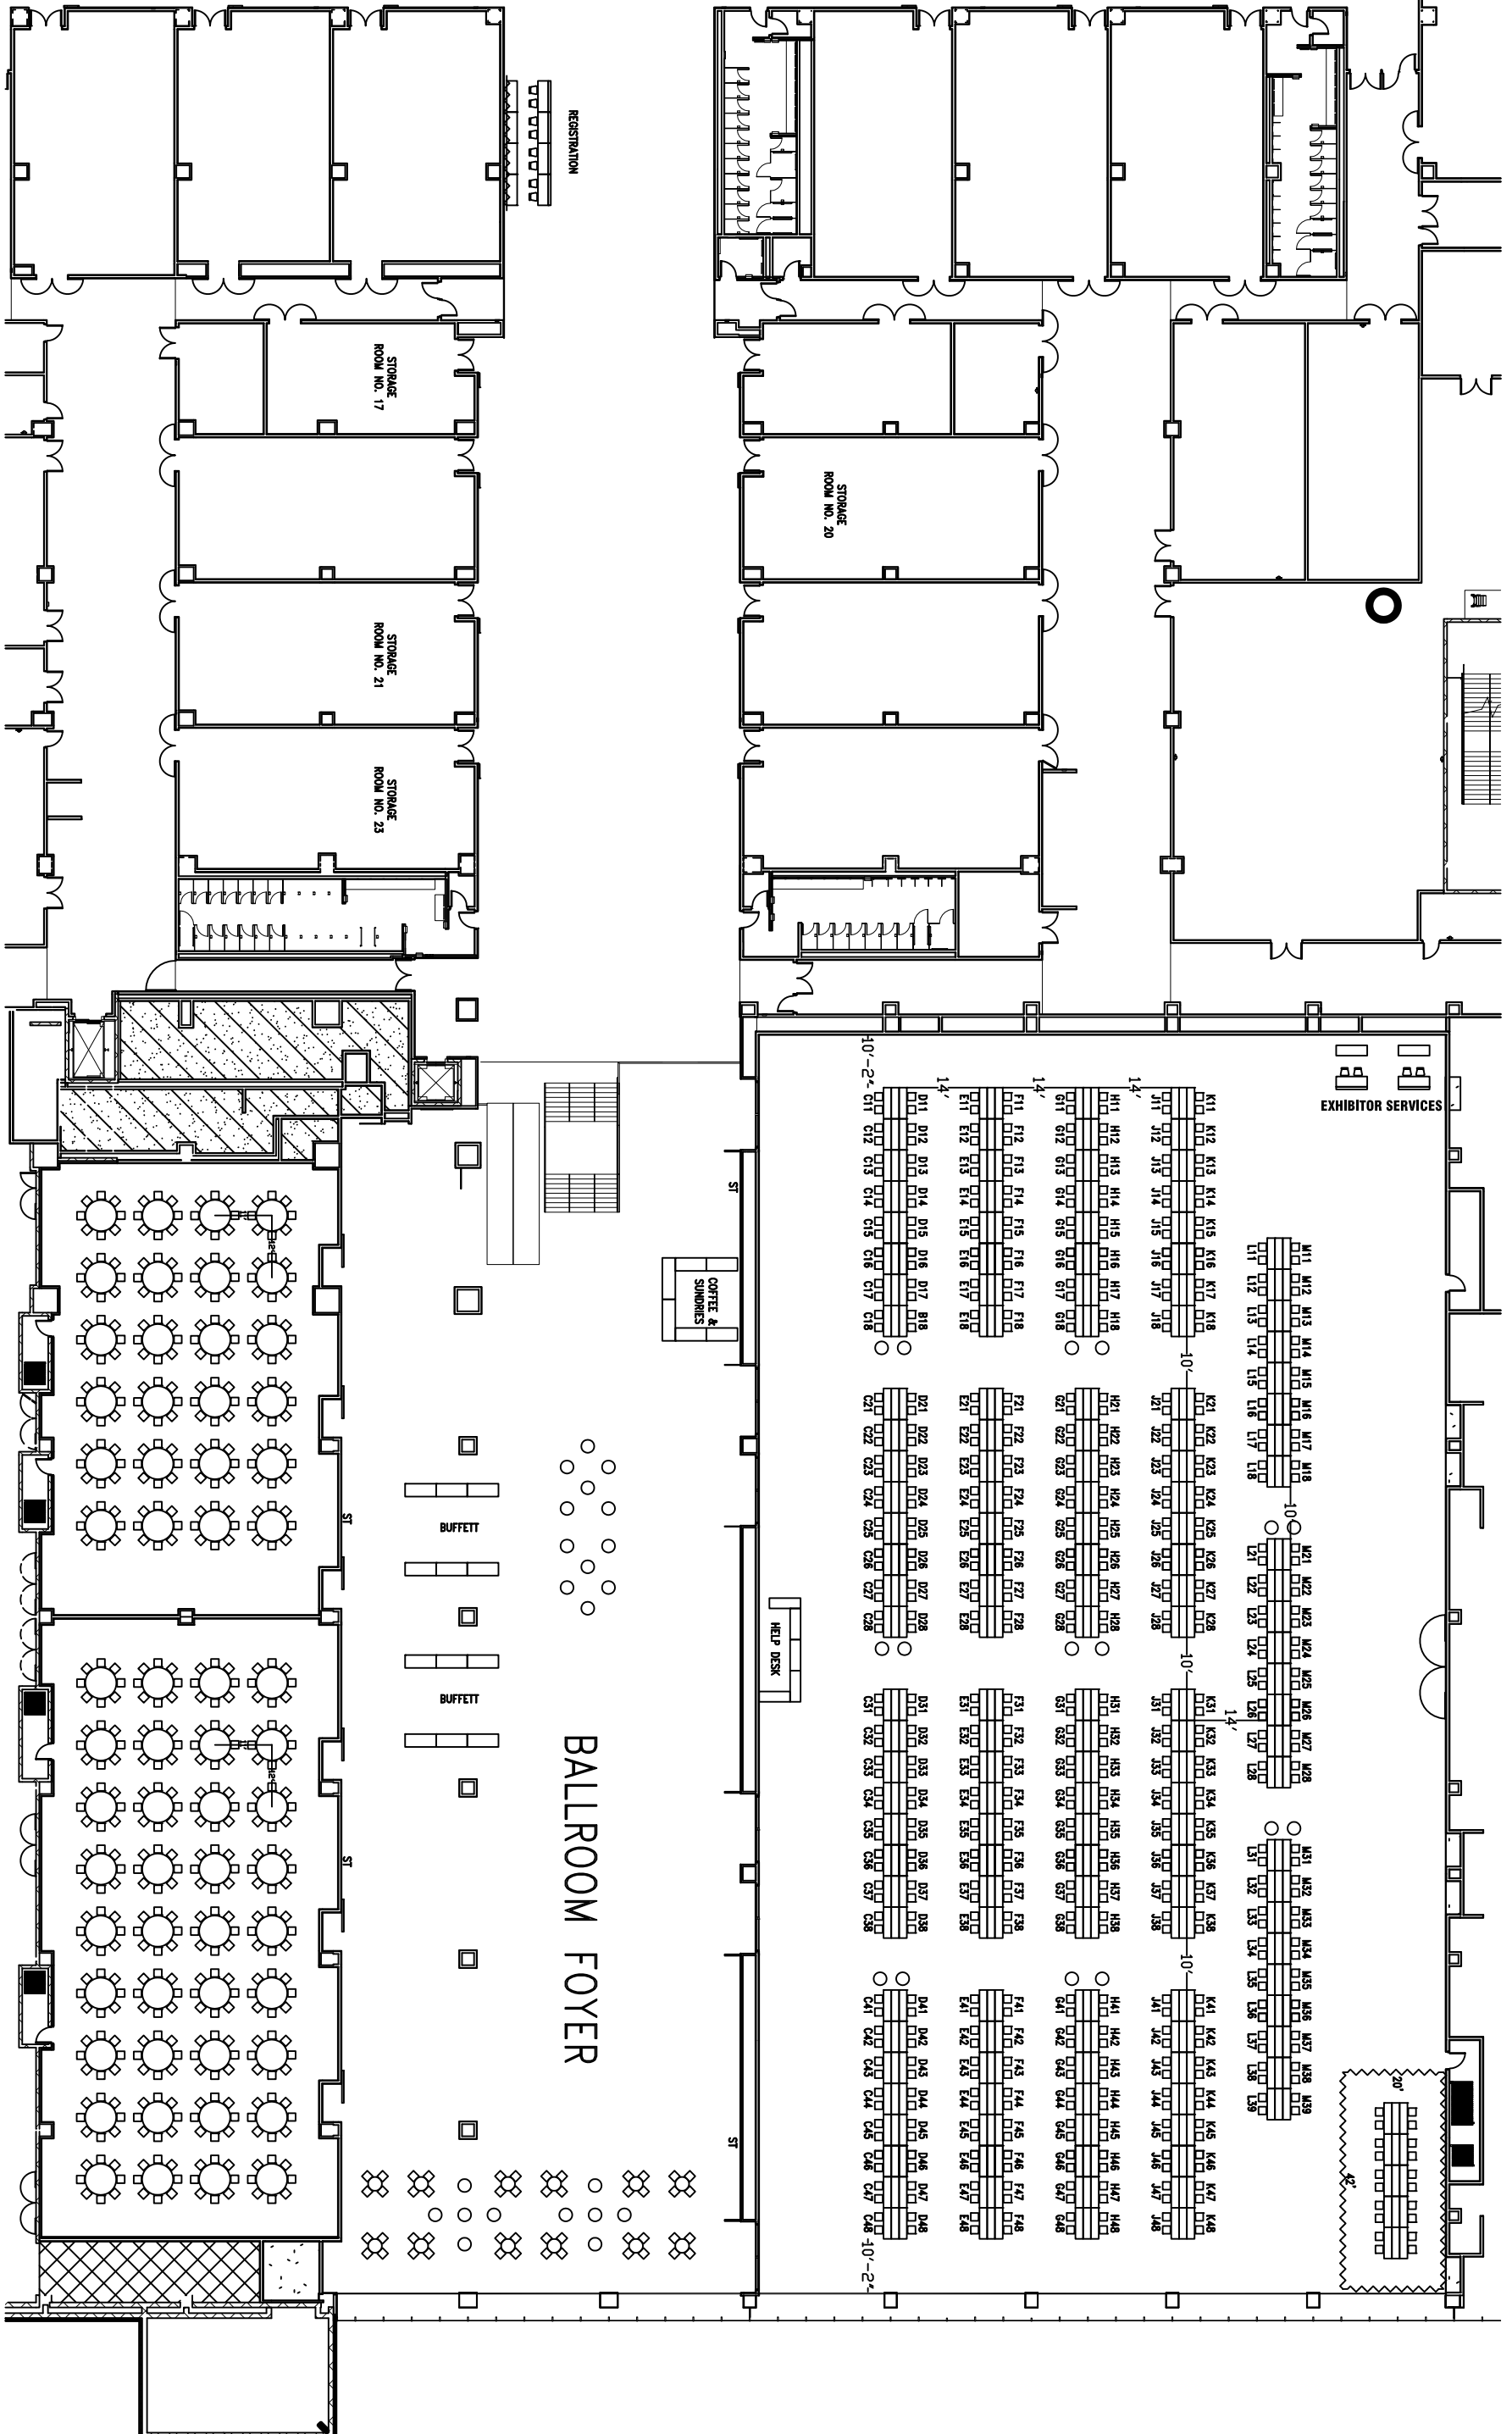 REGISTRATION
STORAGE
ROOM NO. 17
STORAGE
ROOM NO. 20
STORAGE
ROOM NO. 21
STORAGE
ROOM NO. 23
EXHIBITOR SERVICES
20'
42'
M11 M12 M13 M14 M15 M16 M17 M18
10'
M21 M22 M23 M24 M25 M26 M27 M28
M31 M32 M33 M34 M35 M36 M37 M38 M39
L11 L12 L13 L14 L15 L16 L17 L18
L21 L22 L23 L24 L25 L26 L27 L28
L31 L32 L33 L34 L35 L36 L37 L38 L39
14'
K11 K12 K13 K14 K15 K16 K17 K18
K21 K22 K23 K24 K25 K26 K27 K28
K31 K32 K33 K34 K35 K36 K37 K38
K41 K42 K43 K44 K45 K46 K47 K48
10'
10'
10'
J11 J12 J13 J14 J15 J16 J17 J18
J21 J22 J23 J24 J25 J26 J27 J28
J31 J32 J33 J34 J35 J36 J37 J38
J41 J42 J43 J44 J45 J46 J47 J48
14'
H11 H12 H13 H14 H15 H16 H17 H18
H21 H22 H23 H24 H25 H26 H27 H28
H31 H32 H33 H34 H35 H36 H37 H38
H41 H42 H43 H44 H45 H46 H47 H48
G11 G12 G13 G14 G15 G16 G17 G18
G21 G22 G23 G24 G25 G26 G27 G28
G31 G32 G33 G34 G35 G36 G37 G38
G41 G42 G43 G44 G45 G46 G47 G48
14'
F11 F12 F13 F14 F15 F16 F17 F18
F21 F22 F23 F24 F25 F26 F27 F28
F31 F32 F33 F34 F35 F36 F37 F38
F41 F42 F43 F44 F45 F46 F47 F48
E11 E12 E13 E14 E15 E16 E17 E18
E21 E22 E23 E24 E25 E26 E27 E28
E31 E32 E33 E34 E35 E36 E37 E38
E41 E42 E43 E44 E45 E46 E47 E48
14'
D11 D12 D13 D14 D15 D16 D17 B18
D21 D22 D23 D24 D25 D26 D27 D28
D31 D32 D33 D34 D35 D36 D37 D38
D41 D42 D43 D44 D45 D46 D47 D48
10'-2"
C11 C12 C13 C14 C15 C16 C17 C18
C21 C22 C23 C24 C25 C26 C27 C28
C31 C32 C33 C34 C35 C36 C37 C38
C41 C42 C43 C44 C45 C46 C47 C48
10'-2"
HELP DESK
ST
ST
COFFEE &
SUNDRIES
BALLROOM FOYER
BUFFETT
BUFFETT
ST
ST